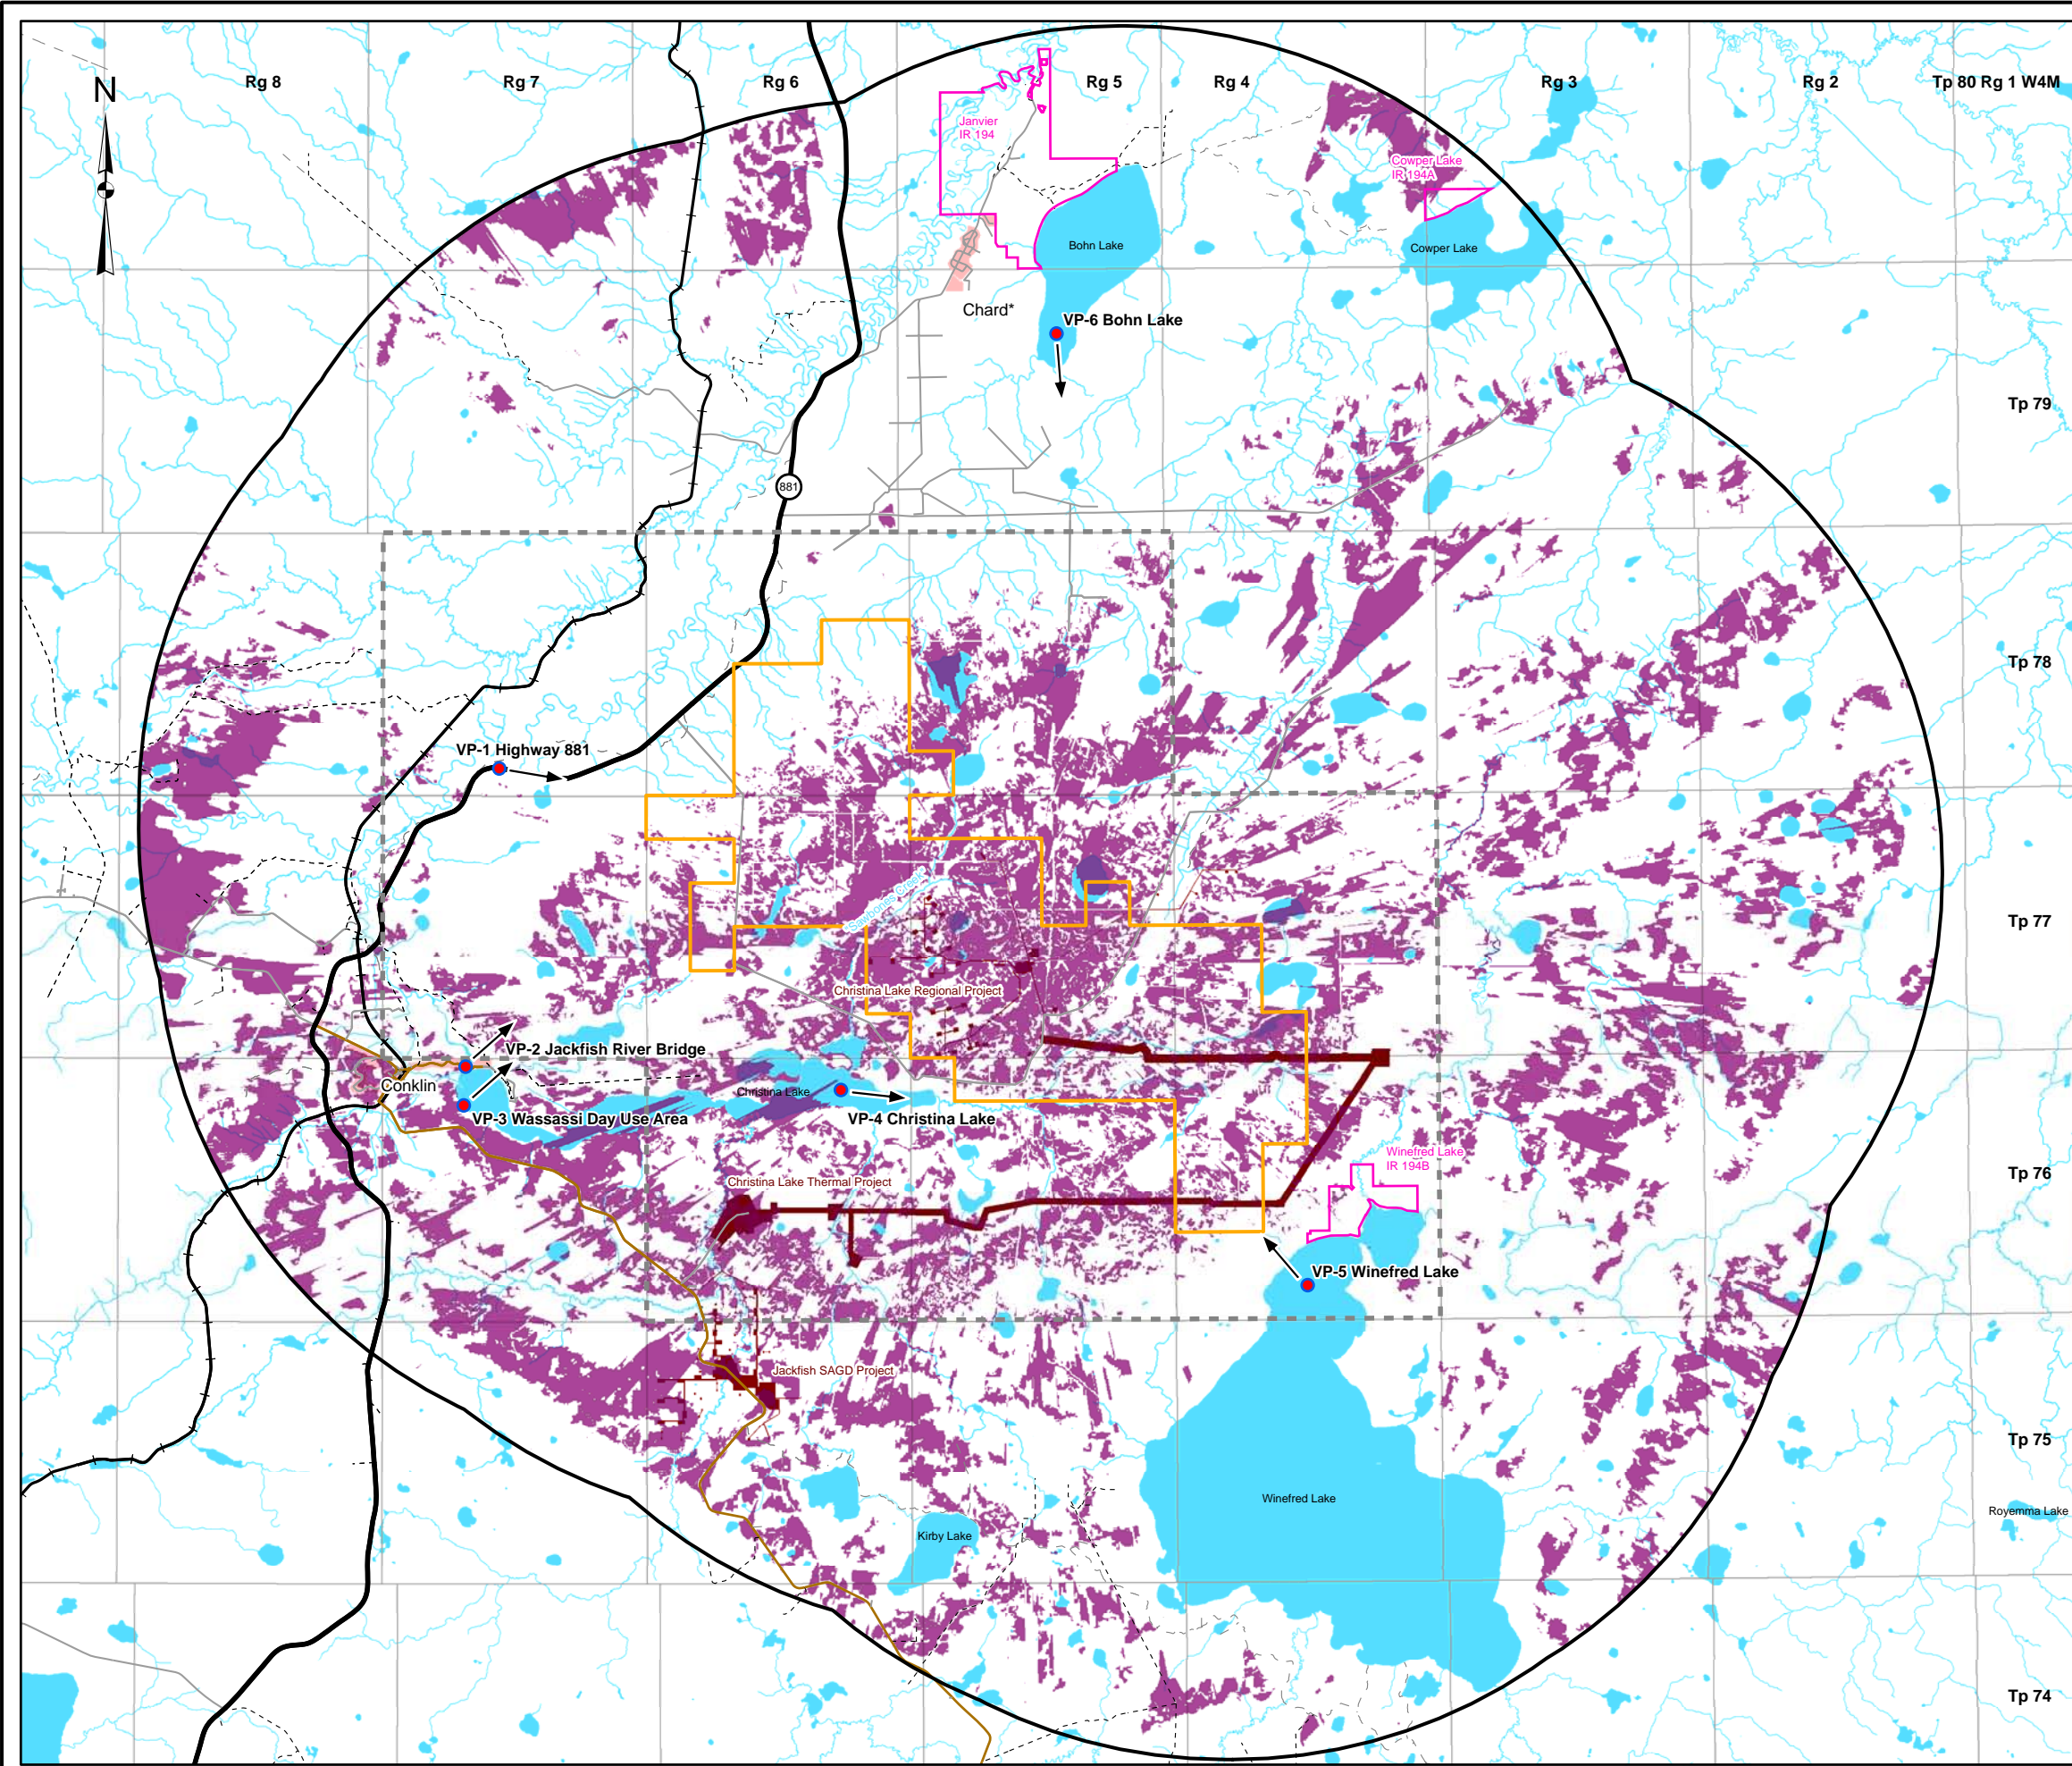 N
Rg 8
Rg 7
Rg 6
Rg 5
Rg 4
Rg 3
Rg 2
Tp 80 Rg 1 W4M
Janvier
IR 194
Cowper Lake
IR 194A
Bohn Lake
Cowper Lake
Chard*
VP-6 Bohn Lake
Tp 79
881
Tp 78
VP-1 Highway 881
Sawbones Creek
Tp 77
Christina Lake Regional Project
VP-2 Jackfish River Bridge
Conklin
Christina Lake
VP-3 Wassassi Day Use Area
VP-4 Christina Lake
Winefred Lake
IR 194B
Tp 76
Christina Lake Thermal Project
VP-5 Winefred Lake
Jackfish SAGD Project
Tp 75
Winefred Lake
Royemma Lake
Kirby Lake
Tp 74